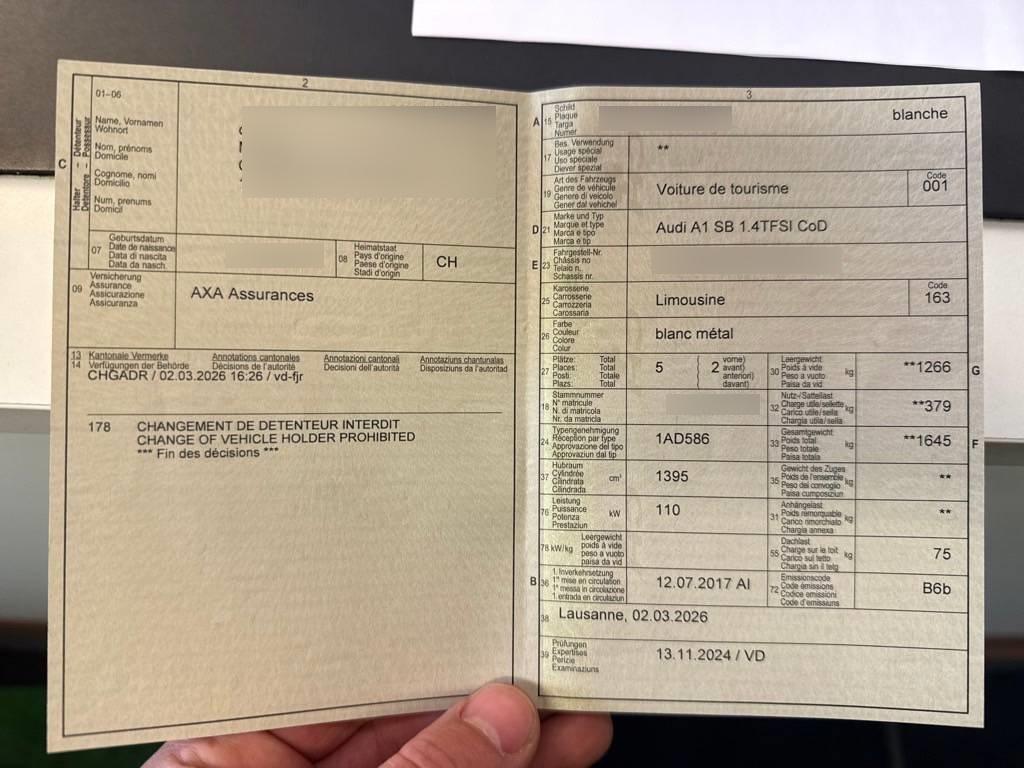 2
01-06
C
Halter - Détenteur
Detentore - Possessur
Name, Vornamen
Wohnort
Nom, prénoms
Domicile
Cognome, nomi
Domicilio
Num, prenums
Domicil
07
Geburtsdatum
Date de naissance
Data di nascita
Data da nasch.
08
Heimatstaat
Pays d'origine
Paese d'origine
Stadi d'origin
CH
09
Versicherung
Assurance
Assicurazione
Assicuranza
AXA Assurances
13
14
Kantonale Vermerke
Verfügungen der Behörde
Annotations cantonales
Décisions de l'autorité
Annotazioni cantonali
Decisioni dell'autorità
Annotaziuns chantunalas
Disposiziuns da l'autoritad
CHGADR / 02.03.2026 16:26 / vd-fjr
178 CHANGEMENT DE DETENTEUR INTERDIT
CHANGE OF VEHICLE HOLDER PROHIBITED
*** Fin des décisions ***
3
A
15
Schild
Plaque
Targa
Numer
blanche
17
Bes. Verwendung
Usage spécial
Uso speciale
Diever spezial
**
19
Art des Fahrzeugs
Genre de véhicule
Genere di veicolo
Gener dal vehichel
Voiture de tourisme
Code
001
D
21
Marke und Typ
Marque et type
Marca e tipo
Marca e tip
Audi A1 SB 1.4TFSI CoD
E
23
Fahrgestell-Nr.
Châssis no
Telaio n.
Schassis nr.
25
Karosserie
Carrosserie
Carrozzeria
Carossaria
Limousine
Code
163
26
Farbe
Couleur
Colore
Colur
blanc métal
27
Plätze: Total
Places: Total
Posti: Totale
Plazs: Total
5
2
vorne)
avant)
anteriori)
davant)
30
Leergewicht
Poids à vide
Peso a vuoto
Paisa da vid
kg
**1266
G
18
Stammnummer
N° matricule
N. di matricola
Nr. da matricla
32
Nutz-/Sattellast
Charge utile/sellette
Carico utile/sella
Chargia utila/sella
kg
**379
24
Typengenehmigung
Réception par type
Approvazione del tipo
Approvaziun dal tip
1AD586
33
Gesamtgewicht
Poids total
Peso totale
Paisa totala
kg
**1645
F
37
Hubraum
Cylindrée
Cilindrata
Cilindrada
cm³
1395
35
Gewicht des Zuges
Poids de l'ensemble
Peso del convoglio
Paisa cumposiziun
kg
**
76
Leistung
Puissance
Potenza
Prestaziun
kW
110
31
Anhängelast
Poids remorquable
Carico rimorchiato
Chargia annexa
kg
**
78 kW/kg
Leergewicht
poids à vide
peso a vuoto
paisa da vid
55
Dachlast
Charge sur le toit
Carico sul tetto
Chargia sin il tetg
kg
75
B
36
1. Inverkehrsetzung
1re mise en circulation
1a messa in circolazione
1. entrada en circulaziun
12.07.2017 AI
72
Emissionscode
Code émissions
Codice emissioni
Code d'emissiuns
B6b
38
Lausanne, 02.03.2026
39
Prüfungen
Expertises
Perizie
Examinaziuns
13.11.2024 / VD